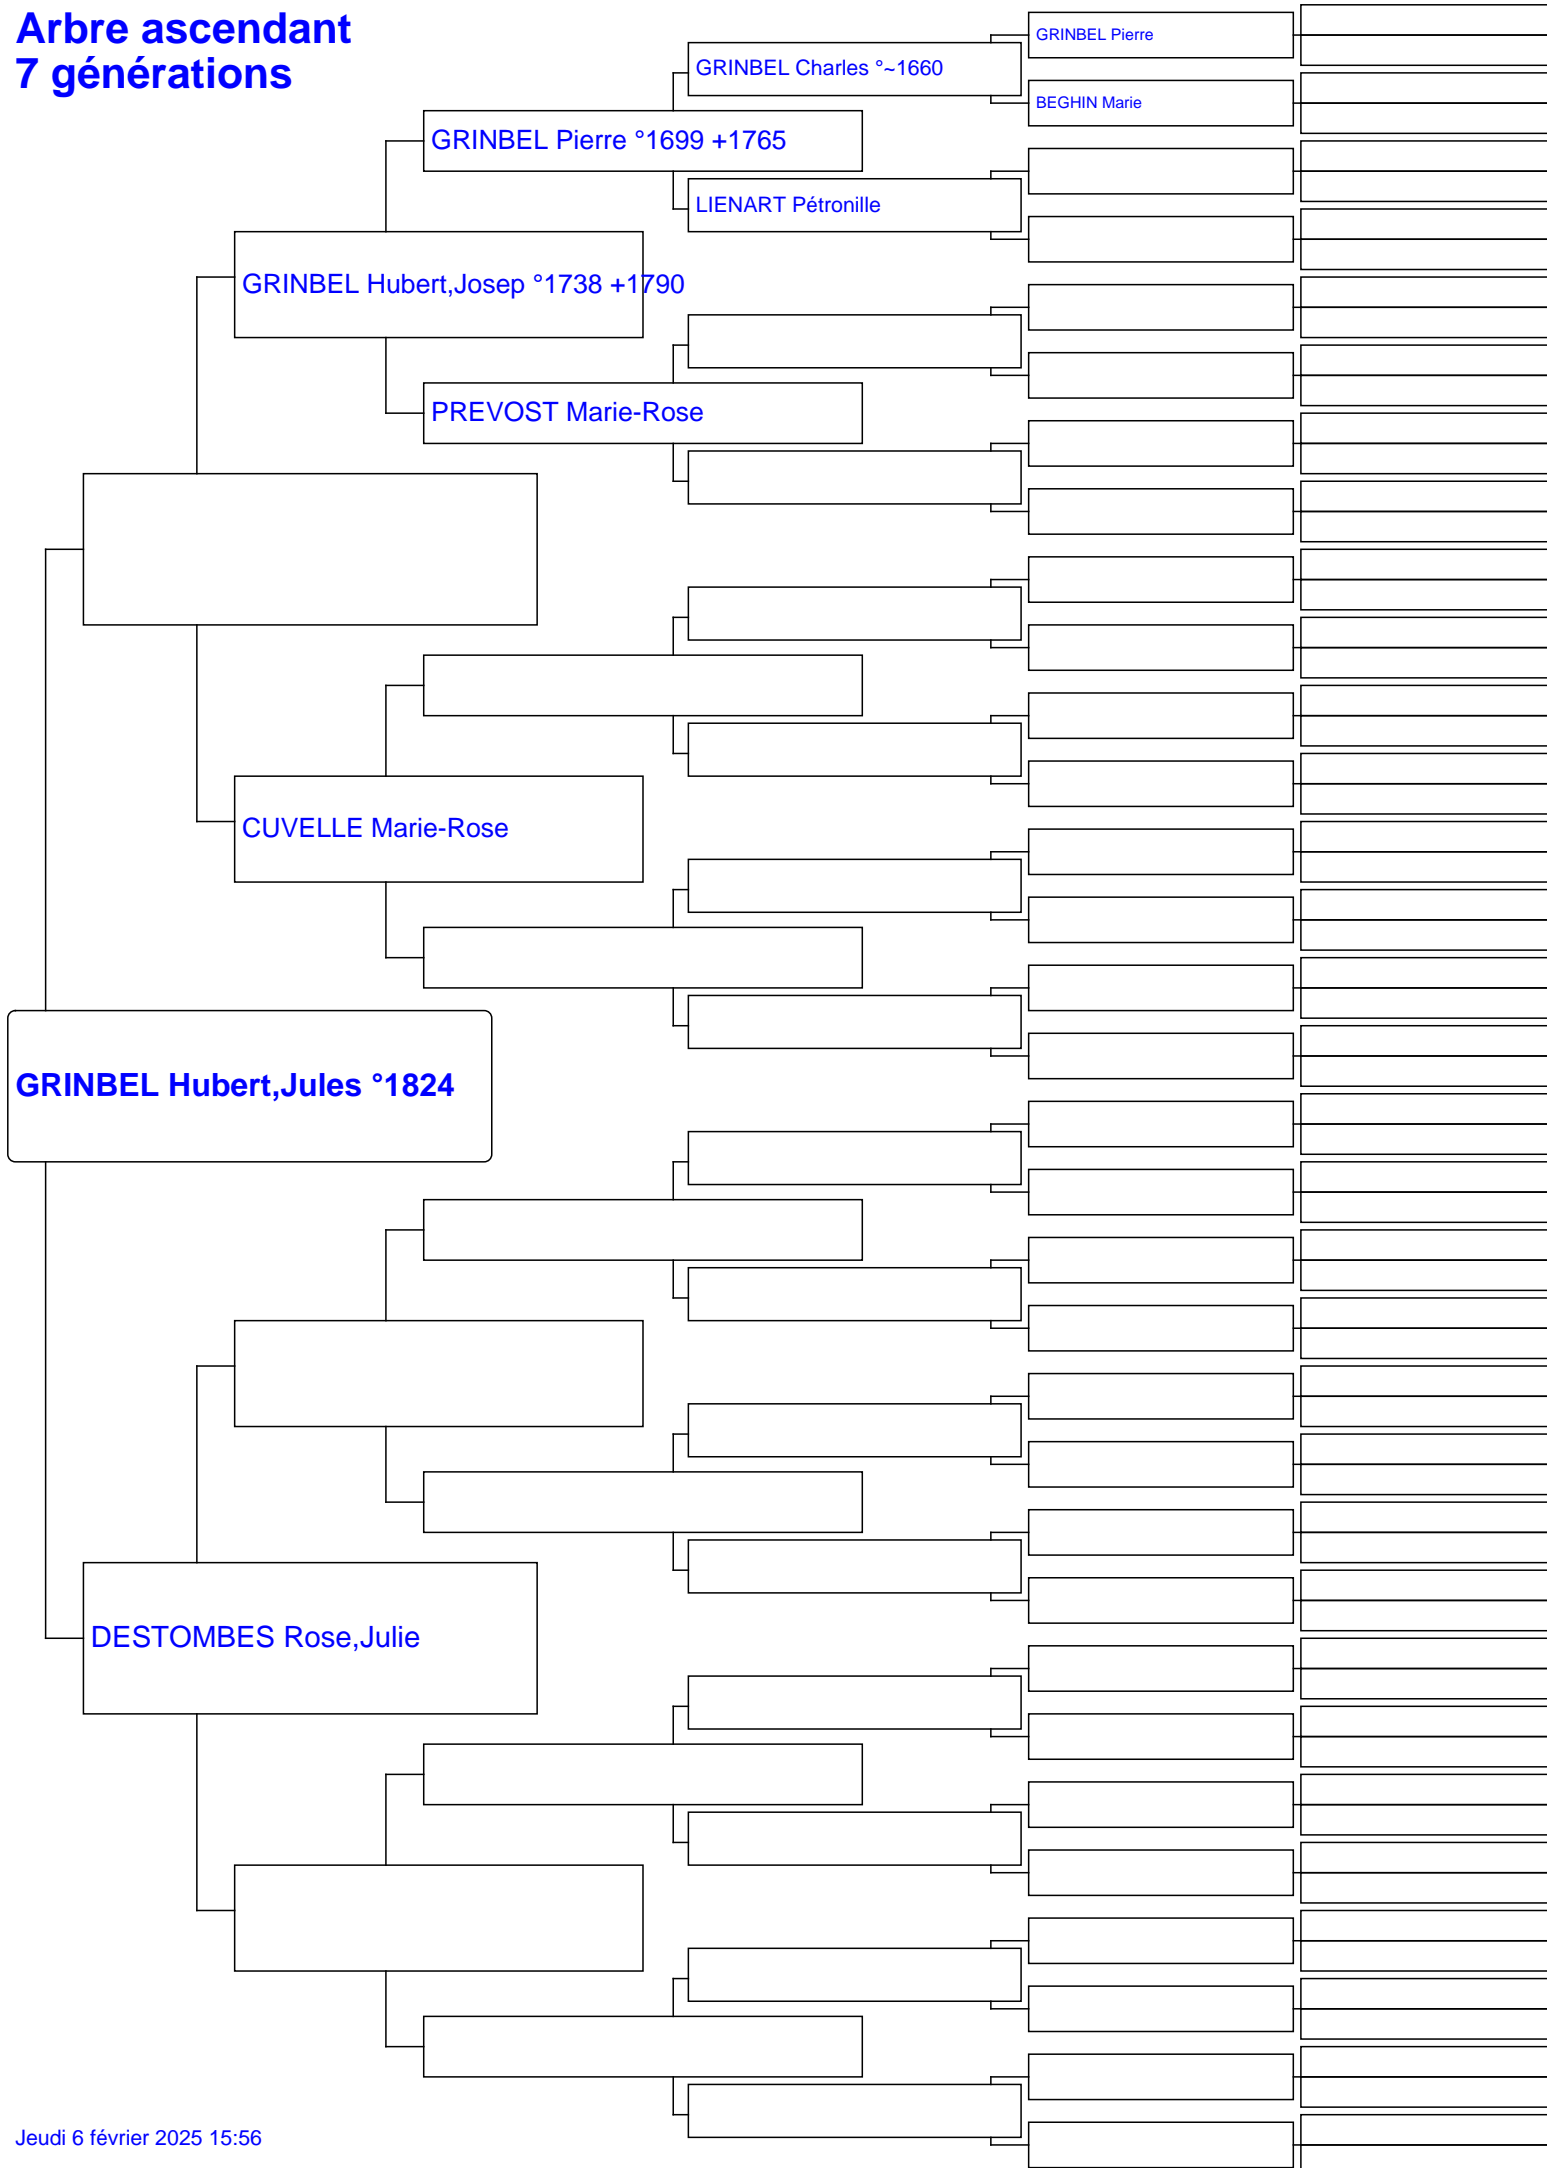 Arbre ascendant
7 générations
GRINBEL Pierre
GRINBEL Charles °~1660
BEGHIN Marie
GRINBEL Pierre °1699 +1765
LIENART Pétronille
GRINBEL Hubert,Josep °1738 +1790
PREVOST Marie-Rose
CUVELLE Marie-Rose
GRINBEL Hubert,Jules °1824
DESTOMBES Rose,Julie
Jeudi 6 février 2025 15:56